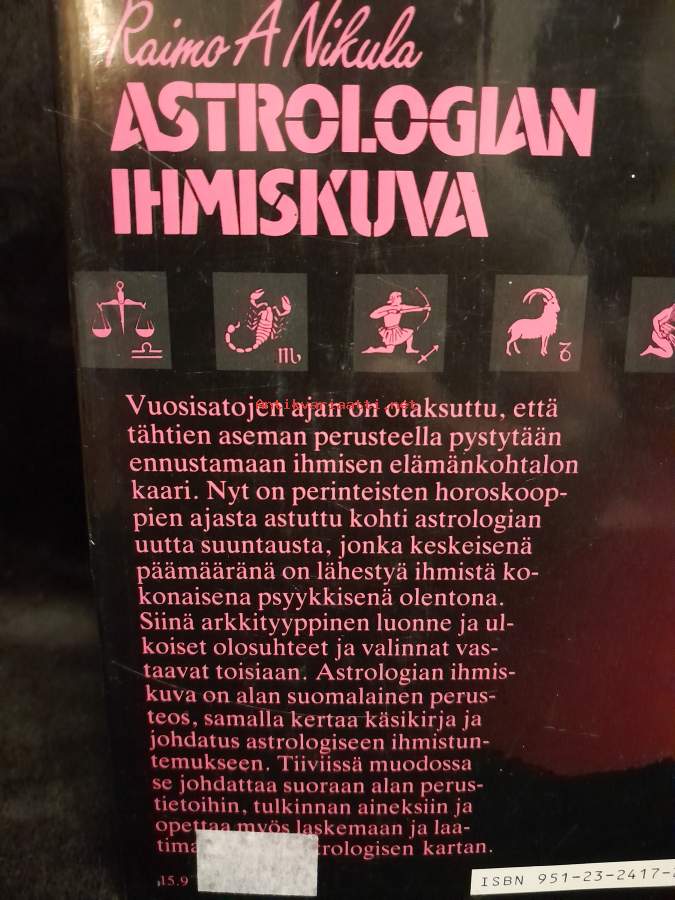 Raimo A Nikula
ASTROLOGIAN
IHMISKUVA
Vuosisatojen ajan on otaksuttu, että
antikvariaatti.net
tähtien aseman perusteella pystytään
ennustamaan ihmisen elämänkohtalon
kaari. Nyt on perinteisten horoskoop-
pien ajasta astuttu kohti astrologian
uutta suuntausta, jonka keskeisenä
päämääränä on lähestyä ihmistä ko-
konaisena psyykkisenä olentona.
Siinä arkkityyppinen luonne ja ul-
koiset olosuhteet ja valinnat vas-
taavat toisiaan. Astrologian ihmis-
kuva on alan suomalainen perus-
teos, samalla kertaa käsikirja ja
johdatus astrologiseen ihmistun-
temukseen. Tiiviissä muodossa
se johdattaa suoraan alan perus-
tietoihin, tulkinnan aineksiin ja
opettaa myös laskemaan ja laa-
kartan.
15.9
ISBN 951-23-2417-